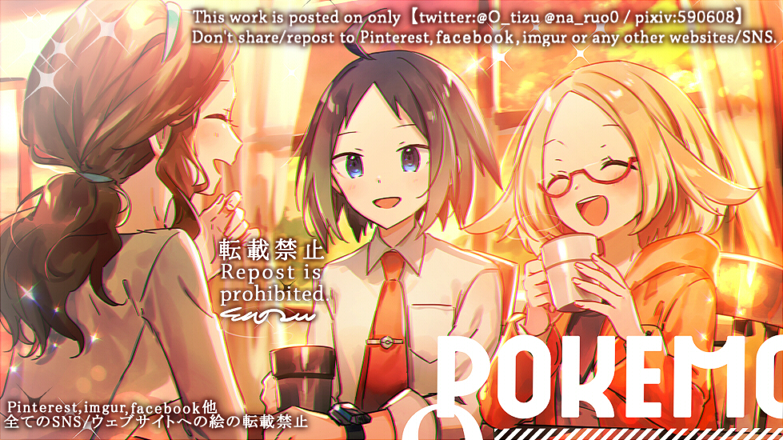 This work is posted on only【twitter:@O_tizu @na_ruo0 / pixiv:590608】
Don't share/repost to Pinterest,facebook,imgur or any other websites/SNS.
転載禁止
Repost is
prohibited.
POKEMO
Pinterest,imgur,facebook他
全てのSNS/ウェブサイトへの絵の転載禁止